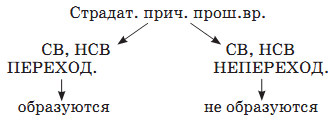 Страдат. прич. прош.вр.
СВ, НСВ СВ, НСВ
ПЕРЕХОД. НЕПЕРЕХОД.
образуются не образуются